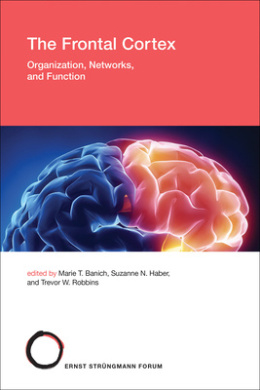 The Frontal Cortex
Organization, Networks,
and Function
edited by Marie T. Banich, Suzanne N. Haber,
and Trevor W. Robbins
ERNST STRÜNGMANN FORUM